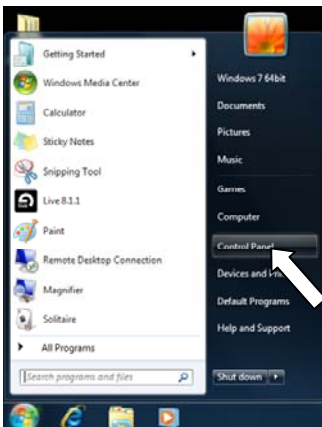 Getting Started
Windows Media Center
Calculator
Sticky Notes
Snipping Tool
Live 8.1.1
Paint
Remote Desktop Connection
Magnifier
Solitaire
All Programs
Search programs and files
Windows 7 64bit
Documents
Pictures
Music
Games
Computer
Control Panel
Devices and
Default Programs
Help and Support
Shut down